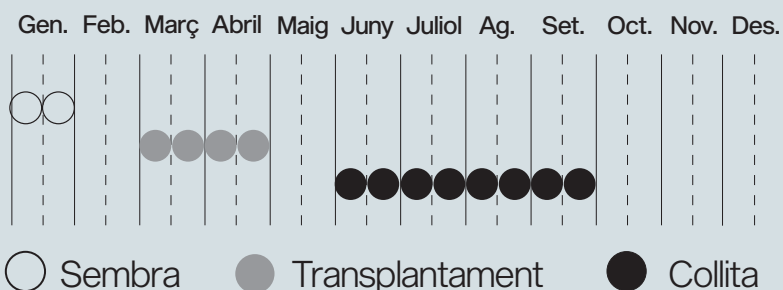 Gen. Feb. Març Abril Maig Juny Juliol Ag. Set. Oct. Nov. Des.
Sembra Transplantament Collita